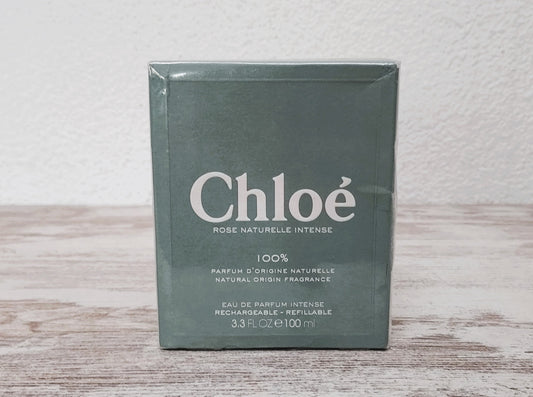 Chloé
ROSE NATURELLE INTENSE
100%
PARFUM D'ORIGINE NATURELLE
NATURAL ORIGIN FRAGRANCE
EAU DE PARFUM INTENSE
RECHARGEABLE - REFILLABLE
3.3 FL OZ ℮ 100 ml